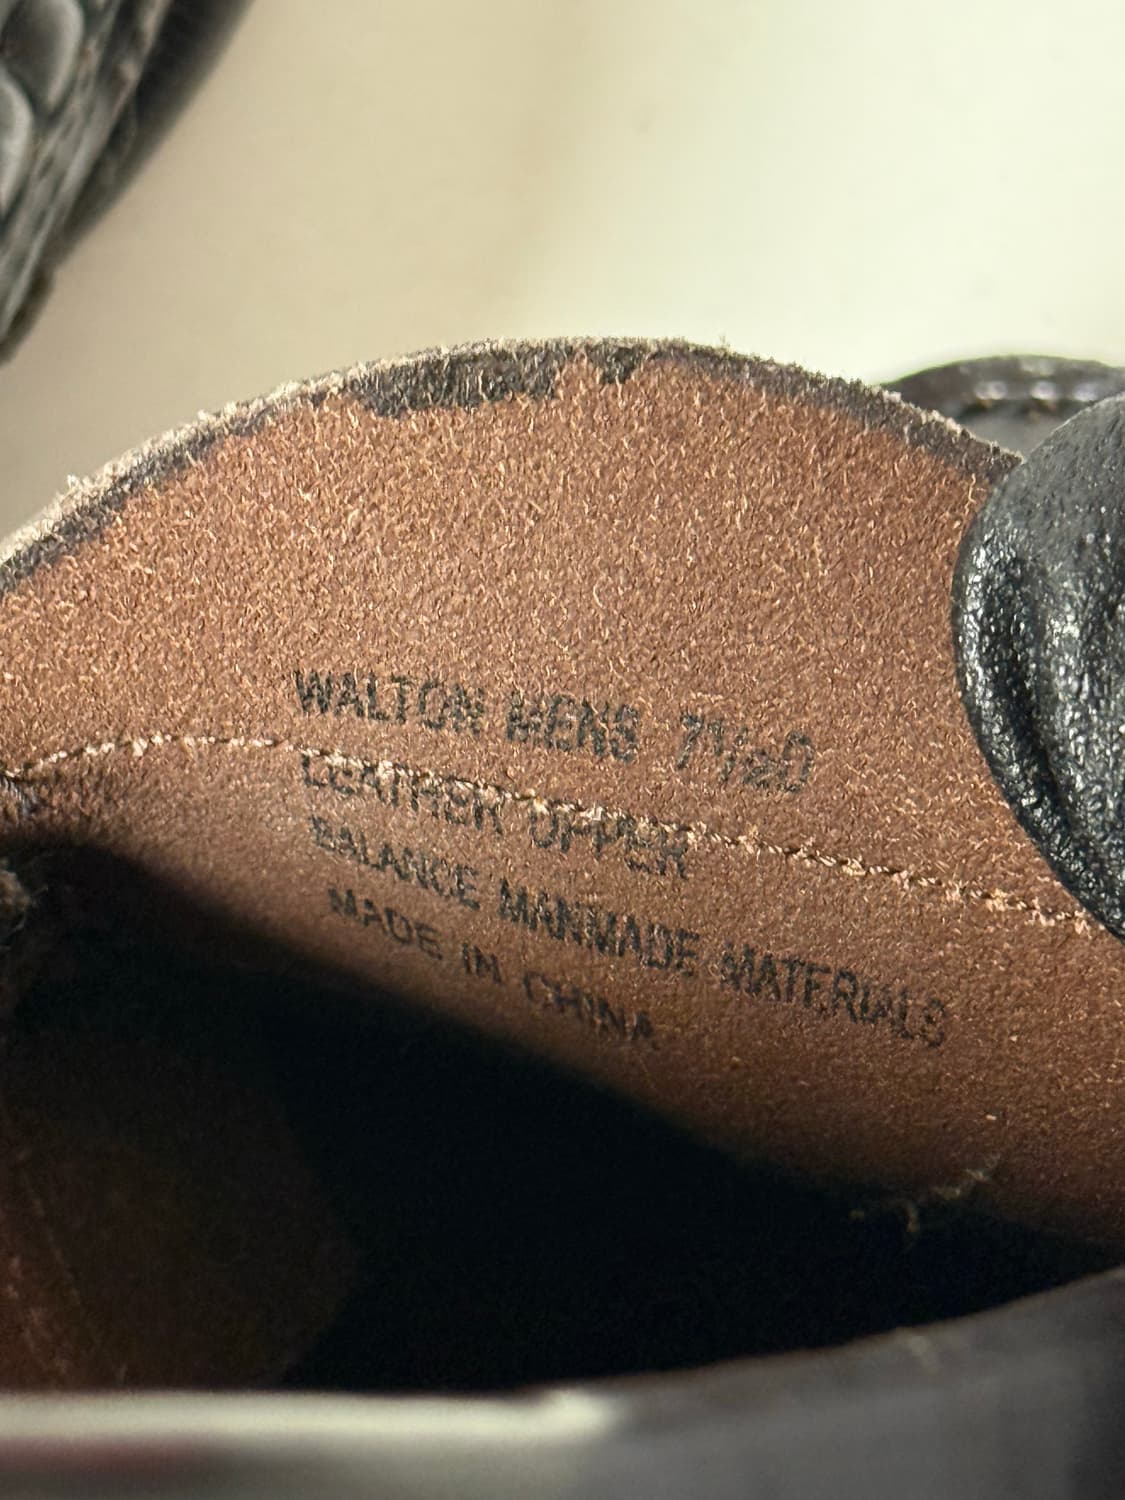 WALTON MENS 7½D
LEATHER UPPER
BALANCE MANMADE MATERIALS
MADE IN CHINA